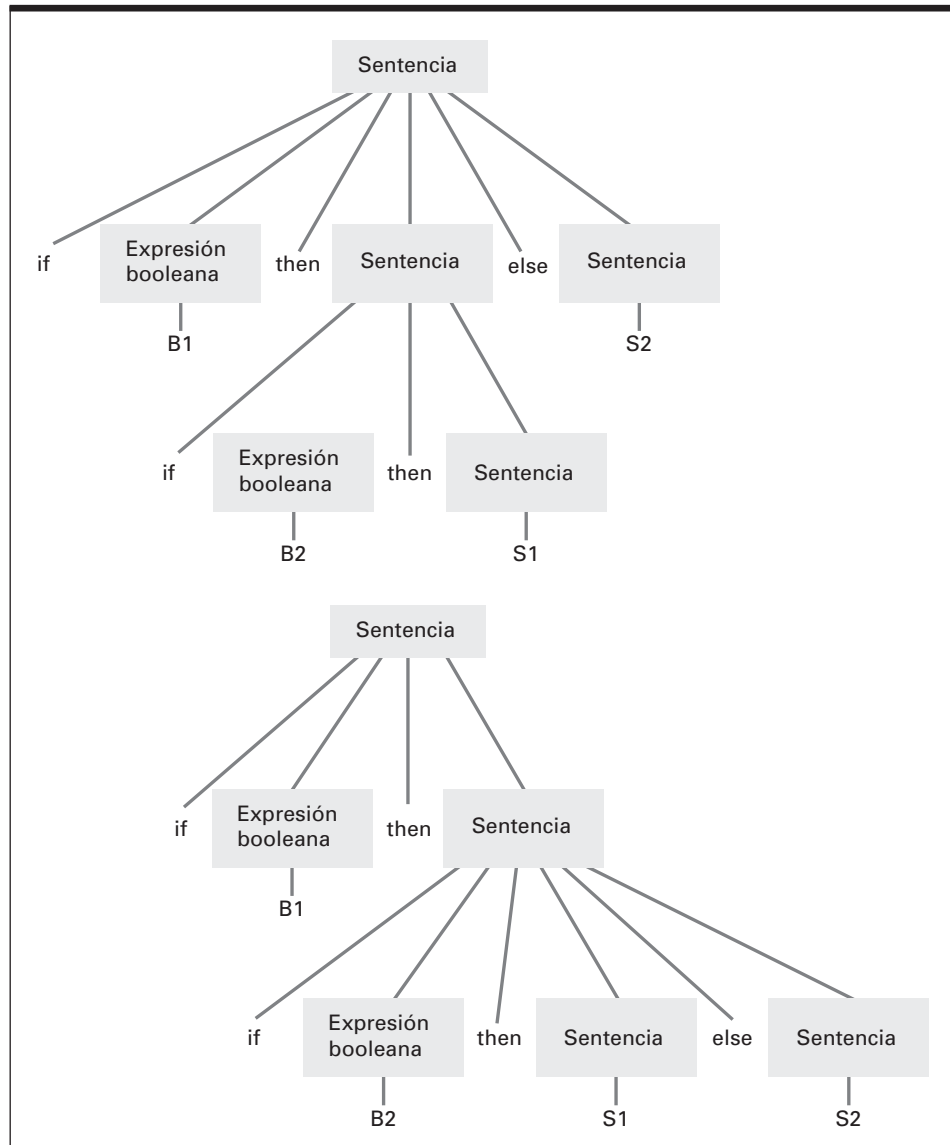 Sentencia
if
Expresión
booleana
then
Sentencia
else
Sentencia
B1
S2
if
Expresión
booleana
then
Sentencia
B2
S1
Sentencia
if
Expresión
booleana
then
Sentencia
B1
if
Expresión
booleana
then
Sentencia
else
Sentencia
B2
S1
S2